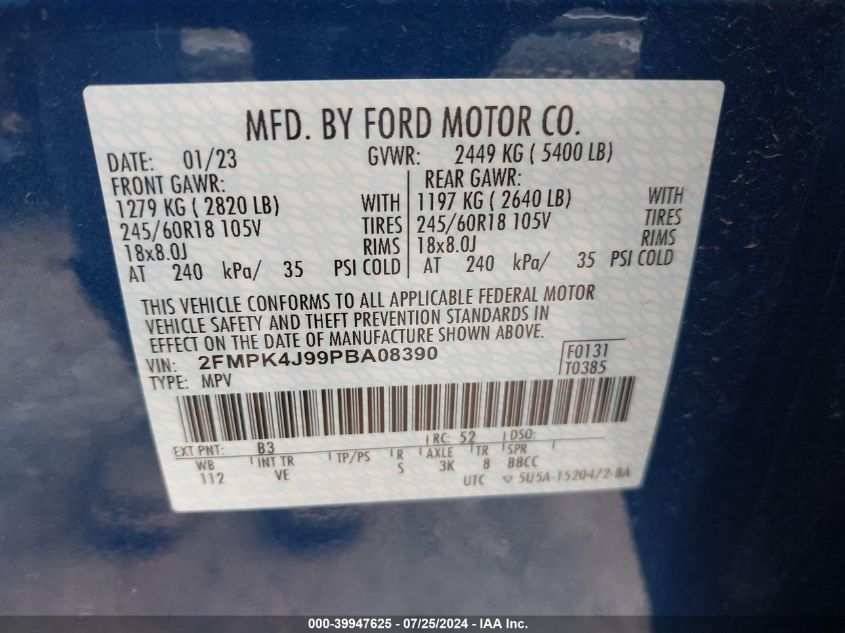 MFD. BY FORD MOTOR CO.
DATE: 01/23 GVWR: 2449 KG ( 5400 LB)
FRONT GAWR: REAR GAWR:
1279 KG ( 2820 LB) WITH 1197 KG ( 2640 LB) WITH
245/60R18 105V TIRES 245/60R18 105V TIRES
18x8.0J RIMS 18x8.0J RIMS
AT 240 kPa/ 35 PSI COLD AT 240 kPa/ 35 PSI COLD
THIS VEHICLE CONFORMS TO ALL APPLICABLE FEDERAL MOTOR
VEHICLE SAFETY AND THEFT PREVENTION STANDARDS IN
EFFECT ON THE DATE OF MANUFACTURE SHOWN ABOVE.
VIN: 2FMPK4J99PBA08390 F0131
TYPE: MPV T0385
EXT PNT: B3 RC: 52 DSO:
WB INT TR TP/PS R AXLE TR SPR
112 VE S 3K 8 BBCC
UTC 5U5A-1520472-BA
000-39947625 - 07/25/2024 - IAA Inc.